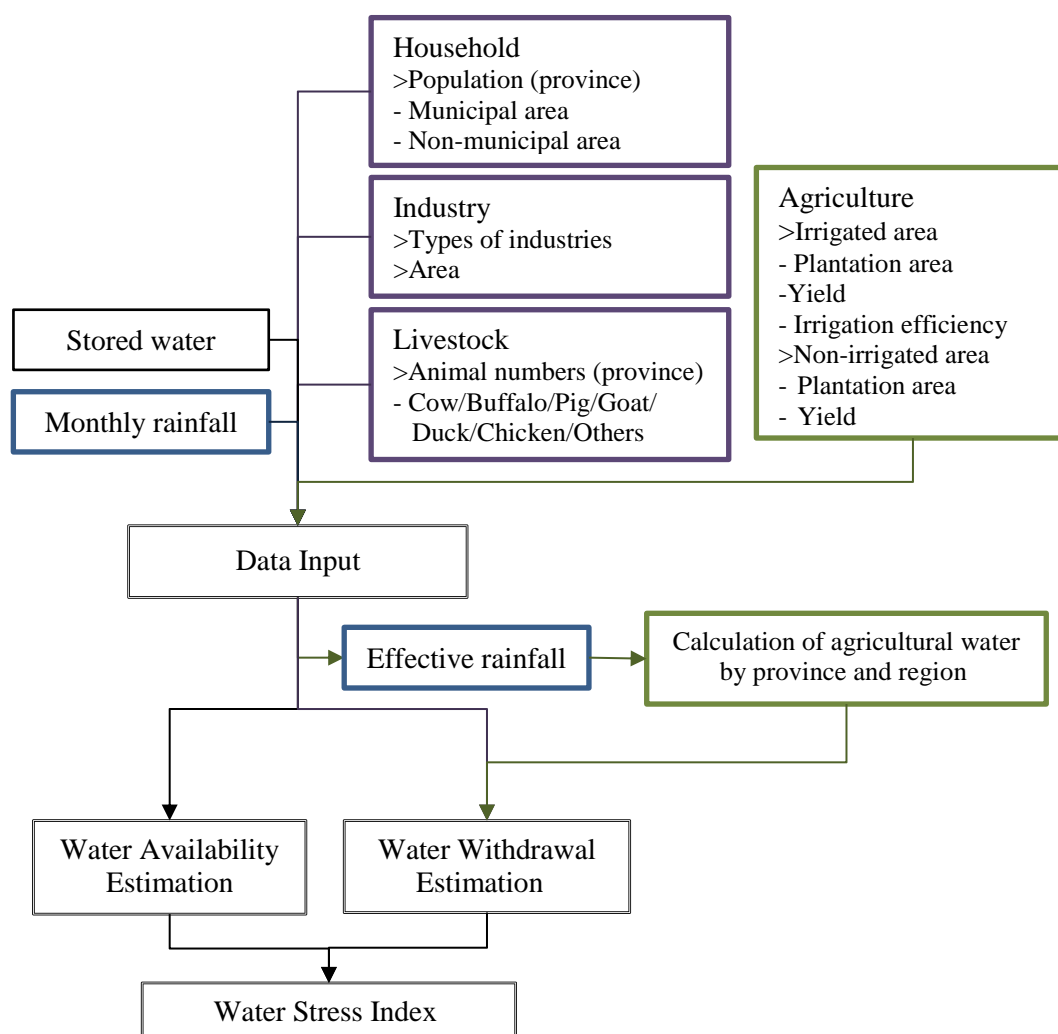 Household
>Population (province)
- Municipal area
- Non-municipal area
Industry
>Types of industries
>Area
Livestock
>Animal numbers (province)
- Cow/Buffalo/Pig/Goat/
Duck/Chicken/Others
Agriculture
>Irrigated area
- Plantation area
-Yield
- Irrigation efficiency
>Non-irrigated area
- Plantation area
- Yield
Stored water
Monthly rainfall
Data Input
Effective rainfall
Calculation of agricultural water
by province and region
Water Availability
Estimation
Water Withdrawal
Estimation
Water Stress Index